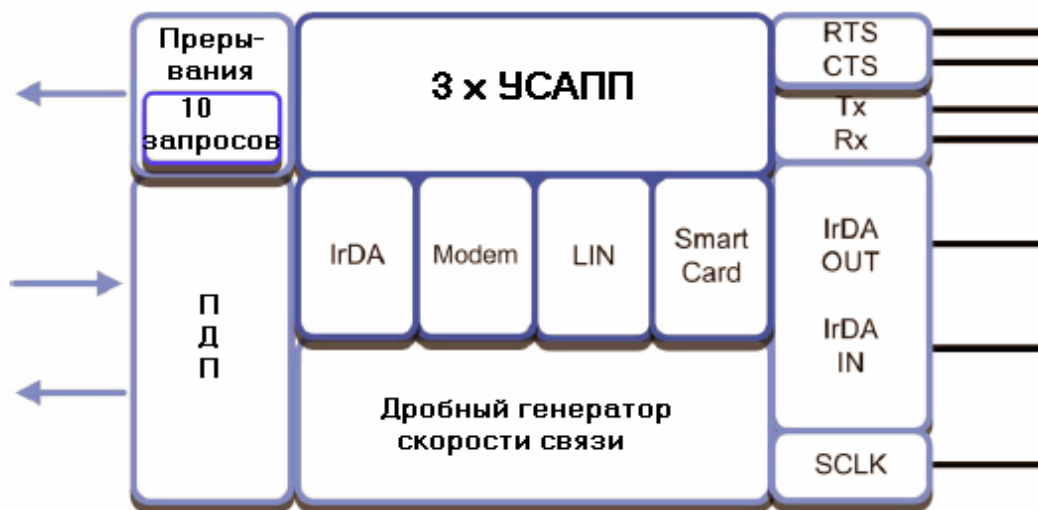 Преры-
вания
10
запросов
3 x УСАПП
RTS
CTS
Tx
Rx
П
Д
П
IrDA
Modem
LIN
Smart
Card
IrDA
OUT
IrDA
IN
Дробный генератор
скорости связи
SCLK